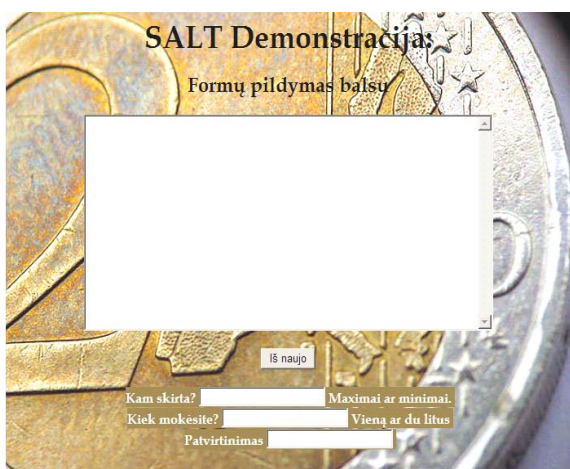 SALT Demonstracija:
Formų pildymas balsu
Iš naujo
Kam skirta? Maximai ar minimai.
Kiek mokėsite? Vieną ar du litus
Patvirtinimas